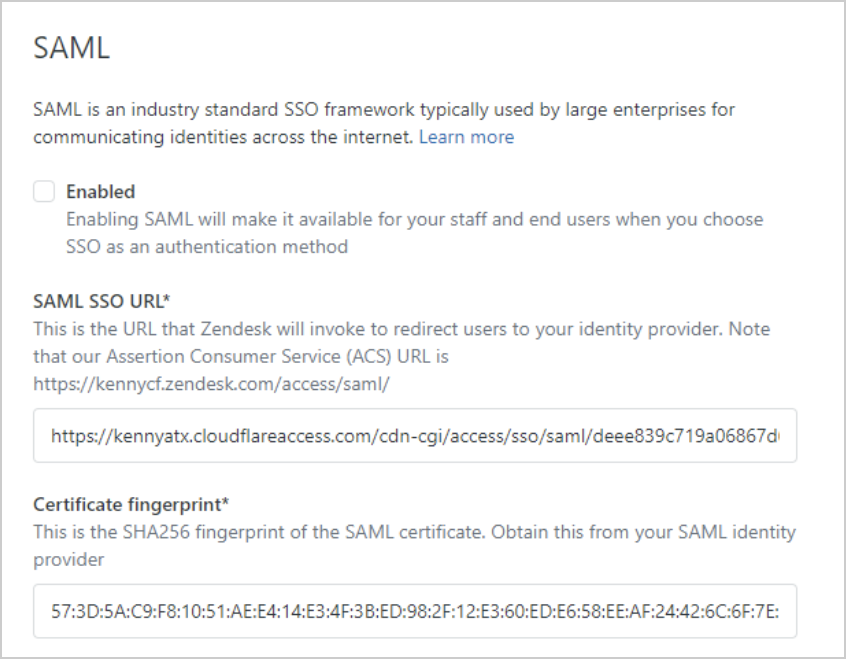 SAML
SAML is an industry standard SSO framework typically used by large enterprises for
communicating identities across the internet. Learn more
Enabled
Enabling SAML will make it available for your staff and end users when you choose
SSO as an authentication method
SAML SSO URL*
This is the URL that Zendesk will invoke to redirect users to your identity provider. Note
that our Assertion Consumer Service (ACS) URL is
https://kennycf.zendesk.com/access/saml/
https://kennyatx.cloudflareaccess.com/cdn-cgi/access/sso/saml/deee839c719a06867d
Certificate fingerprint*
This is the SHA256 fingerprint of the SAML certificate. Obtain this from your SAML identity
provider
57:3D:5A:C9:F8:10:51:AE:E4:14:E3:4F:3B:ED:98:2F:12:E3:60:ED:E6:58:EE:AF:24:42:6C:6F:7E: